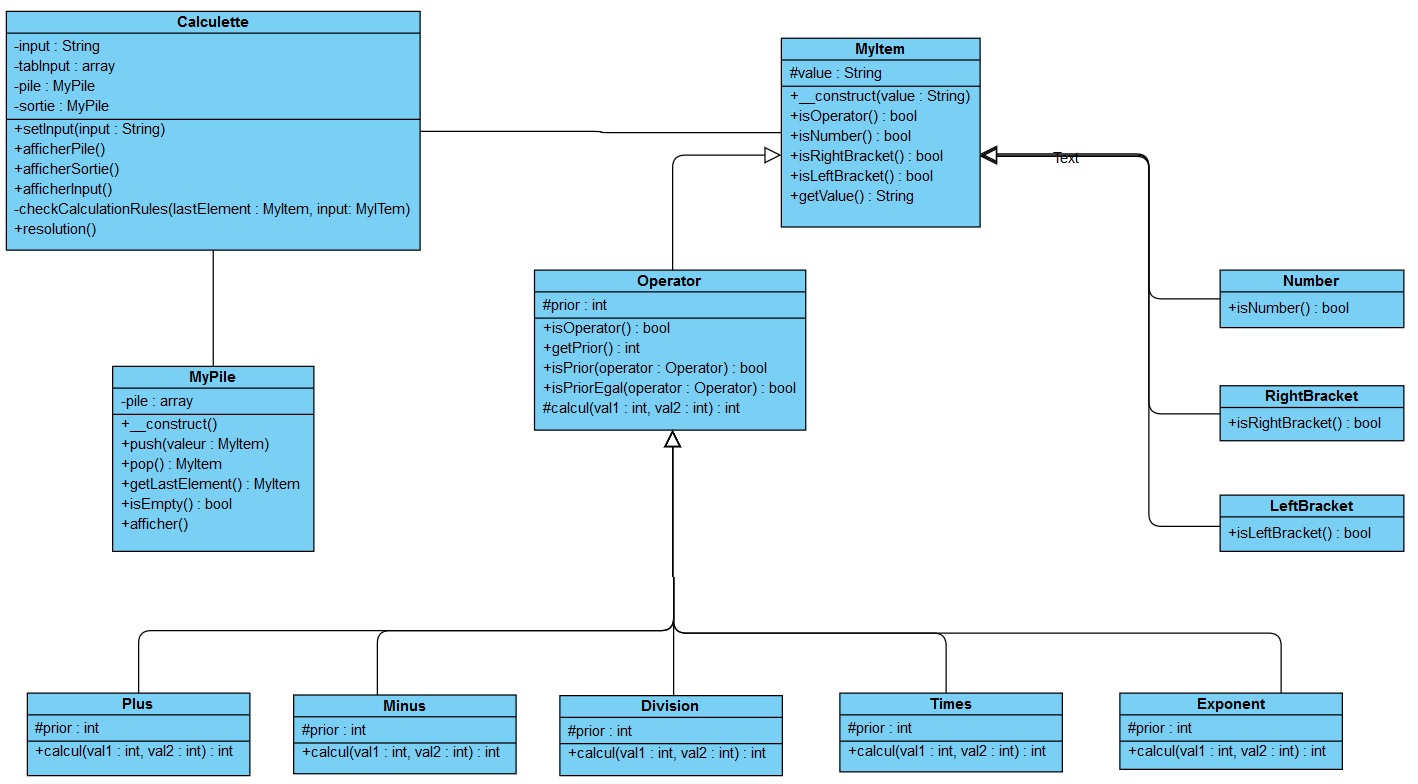 Calculette
-input : String
-tabInput : array
-pile : MyPile
-sortie : MyPile
+setInput(input : String)
+afficherPile()
+afficherSortie()
+afficherInput()
-checkCalculationRules(lastElement : MyItem, input: MyITem)
+resolution()
MyItem
#value : String
+__construct(value : String)
+isOperator() : bool
+isNumber() : bool
+isRightBracket() : bool
+isLeftBracket() : bool
+getValue() : String
Text
Operator
#prior : int
+isOperator() : bool
+getPrior() : int
+isPrior(operator : Operator) : bool
+isPriorEgal(operator : Operator) : bool
#calcul(val1 : int, val2 : int) : int
Number
+isNumber() : bool
RightBracket
+isRightBracket() : bool
LeftBracket
+isLeftBracket() : bool
MyPile
-pile : array
+__construct()
+push(valeur : MyItem)
+pop() : MyItem
+getLastElement() : MyItem
+isEmpty() : bool
+afficher()
Plus
#prior : int
+calcul(val1 : int, val2 : int) : int
Minus
#prior : int
+calcul(val1 : int, val2 : int) : int
Division
#prior : int
+calcul(val1 : int, val2 : int) : int
Times
#prior : int
+calcul(val1 : int, val2 : int) : int
Exponent
#prior : int
+calcul(val1 : int, val2 : int) : int